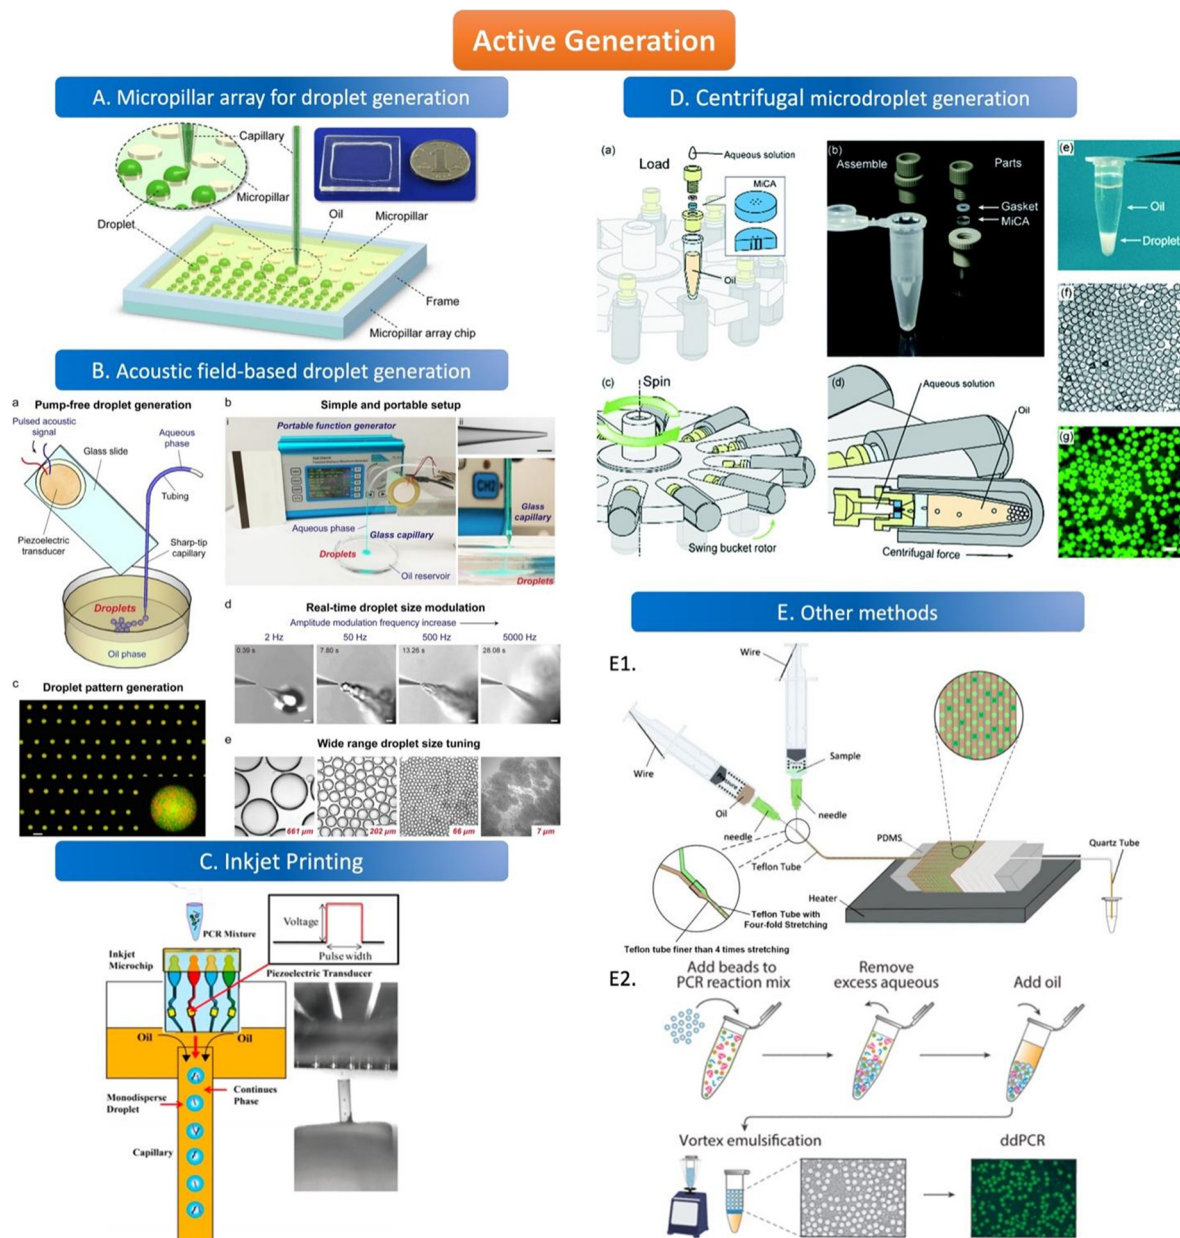 Active Generation
A. Micropillar array for droplet generation
Capillary
Micropillar
Droplet
Oil
Micropillar
Frame
Micropillar array chip
B. Acoustic field-based droplet generation
a
Pump-free droplet generation
Pulsed acoustic
signal
Glass slide
Aqueous
phase
Tubing
Piezoelectric
transducer
Sharp-tip
capillary
Droplets
Oil phase
b
Simple and portable setup
i
Portable function generator
Aqueous phase
Glass capillary
Droplets
Oil reservoir
ii
CH2
Glass
capillary
Droplets
c
Droplet pattern generation
d
Real-time droplet size modulation
Amplitude modulation frequency increase
2 Hz
50 Hz
500 Hz
5000 Hz
0.39 s
7.80 s
13.26 s
28.08 s
e
Wide range droplet size tuning
661 μm
202 μm
66 μm
7 μm
C. Inkjet Printing
PCR Mixture
Voltage
Pulse width
Inkjet
Microchip
Piezoelectric Transducer
Oil
Oil
Continues
Phase
Monodisperse
Droplet
Capillary
D. Centrifugal microdroplet generation
(a)
Load
Aqueous solution
MiCA
Oil
(b)
Assemble
Parts
Gasket
MiCA
(c)
Spin
Swing bucket rotor
(d)
Aqueous solution
Oil
Centrifugal force
(e)
Oil
Droplet
(f)
(g)
E. Other methods
E1.
Wire
Wire
Sample
Oil
needle
needle
Teflon Tube
PDMS
Quartz Tube
Heater
Teflon Tube with
Four-fold Stretching
Teflon tube finer than 4 times stretching
E2.
Add beads to
PCR reaction mix
Remove
excess aqueous
Add oil
Vortex emulsification
ddPCR